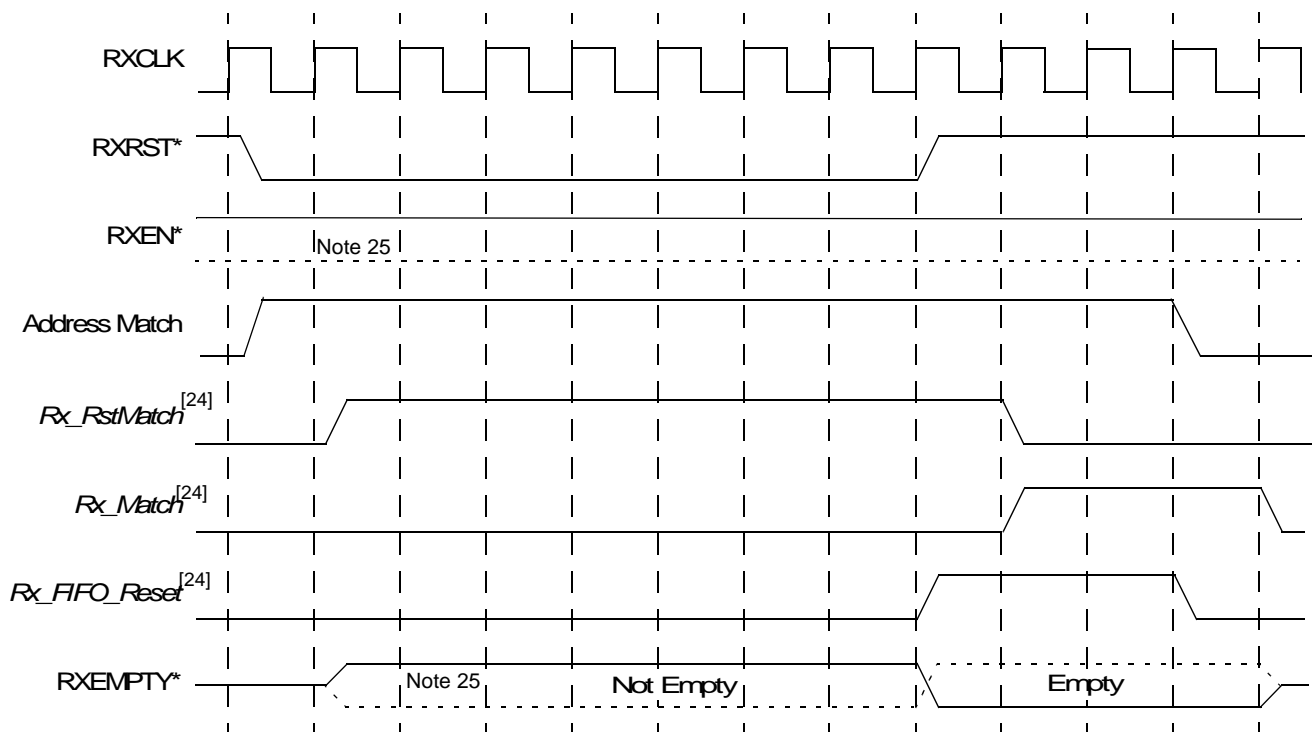 RXCLK
RXRST*
RXEN*
Note 25
Address Match
Rx_RstMatch[24]
Rx_Match[24]
Rx_FIFO_Reset[24]
RXEMPTY*
Note 25
Not Empty
Empty